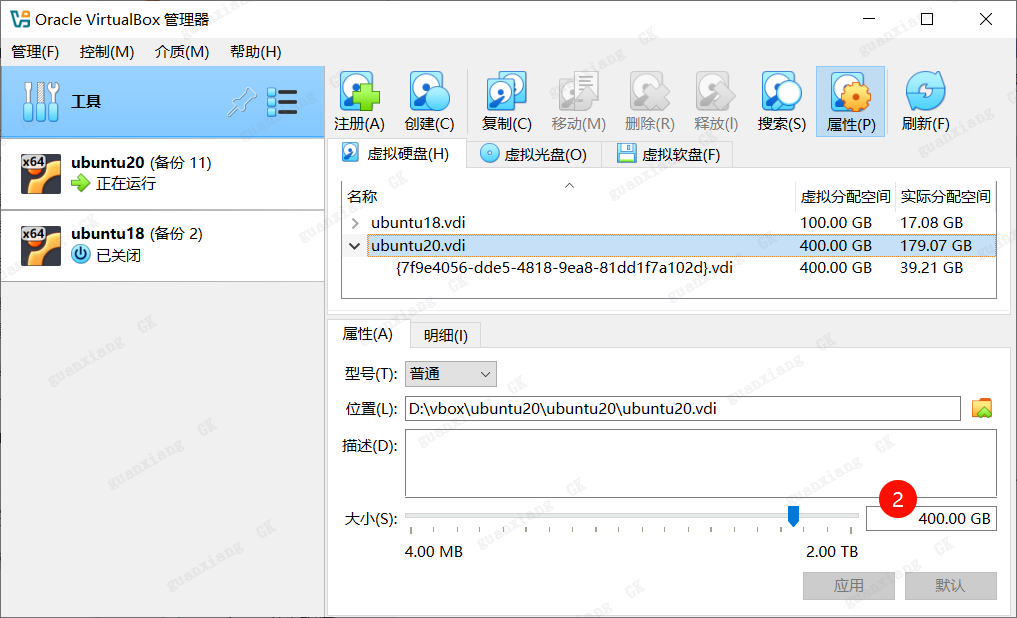 Oracle VirtualBox 管理器
管理(F) 控制(M) 介质(M) 帮助(H)
工具
注册(A) 创建(C) 复制(C) 移动(M) 删除(R) 释放(I) 搜索(S) 属性(P) 刷新(F)
x64 ubuntu20 (备份 11)
正在运行
x64 ubuntu18 (备份 2)
已关闭
虚拟硬盘(H) 虚拟光盘(O) 虚拟软盘(F)
名称 虚拟分配空间 实际分配空间
ubuntu18.vdi 100.00 GB 17.08 GB
ubuntu20.vdi 400.00 GB 179.07 GB
{7f9e4056-dde5-4818-9ea8-81dd1f7a102d}.vdi 400.00 GB 39.21 GB
属性(A) 明细(I)
型号(T): 普通
位置(L): D:\vbox\ubuntu20\ubuntu20\ubuntu20.vdi
描述(D):
2
大小(S): 400.00 GB
4.00 MB 2.00 TB
应用 默认
guanxiang GK